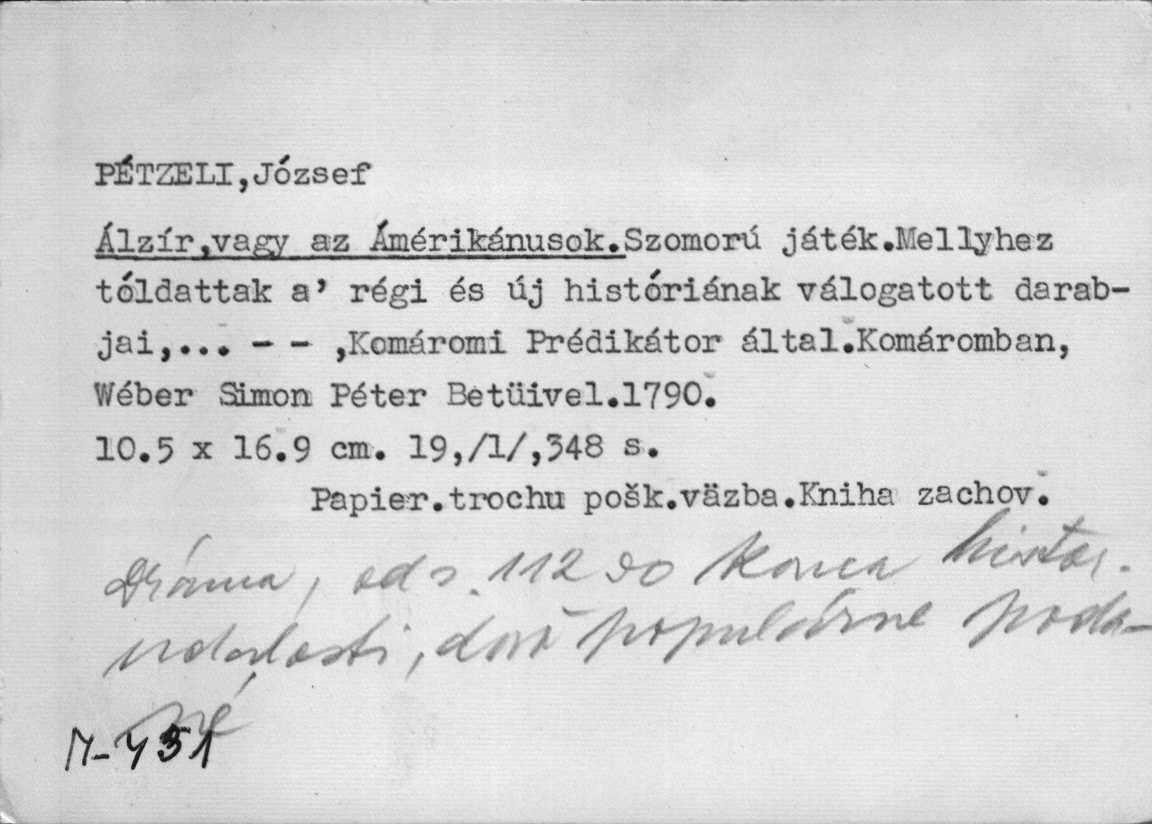 PÉTZELI,József
Álzír,vagy az Ámérikánusok.Szomorú játék.Mellyhez
tóldattak a’ régi és új históriának válogatott darab-
jai,... - - ,Komáromi Prédikátor által.Komáromban,
Wéber Simon Péter Betüivel.1790.
10.5 x 16.9 cm. 19,/1/,348 s.
Papier.trochu pošk.väzba.Kniha zachov.
Dráma, od s. 112 do konca histor.
udalosti, dosť populárne poda-
né
M-451